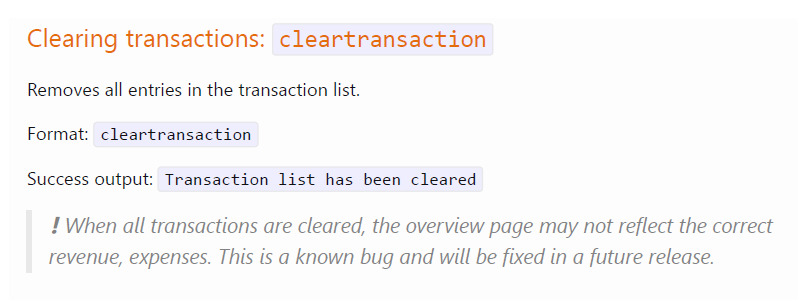 Clearing transactions: cleartransaction
Removes all entries in the transaction list.
Format: cleartransaction
Success output: Transaction list has been cleared
! When all transactions are cleared, the overview page may not reflect the correct
revenue, expenses. This is a known bug and will be fixed in a future release.